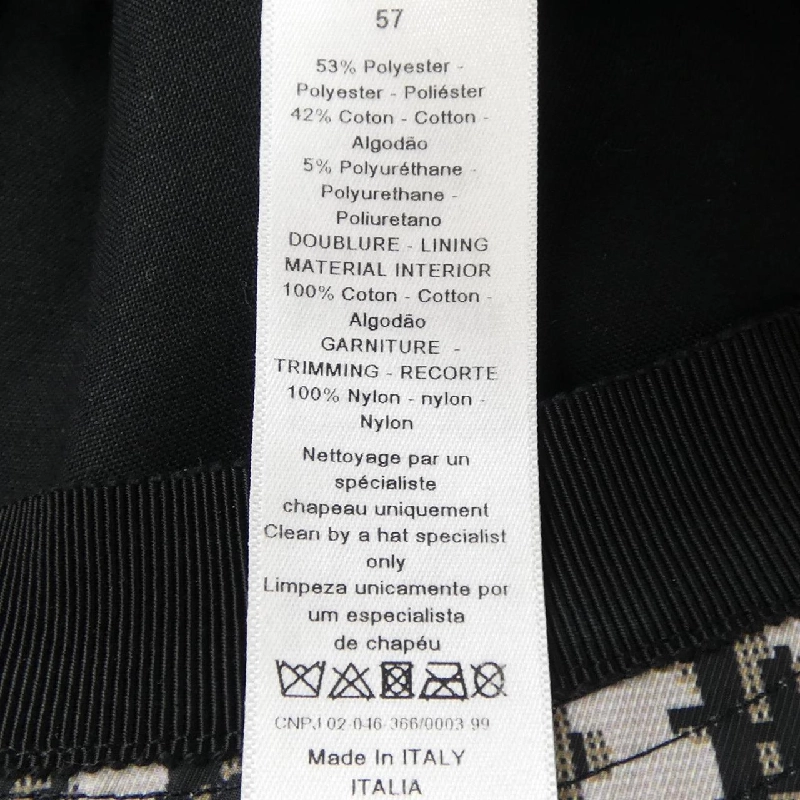 57
53% Polyester -
Polyester - Poliéster
42% Coton - Cotton -
Algodão
5% Polyuréthane -
Polyurethane -
Poliuretano
DOUBLURE - LINING
MATERIAL INTERIOR
100% Coton - Cotton -
Algodão
GARNITURE -
TRIMMING - RECORTE
100% Nylon - nylon -
Nylon
Nettoyage par un
spécialiste
chapeau uniquement
Clean by a hat specialist
only
Limpeza unicamente por
um especialista
de chapéu
CNPJ 02-046-366/0003-99
Made In ITALY
ITALIA